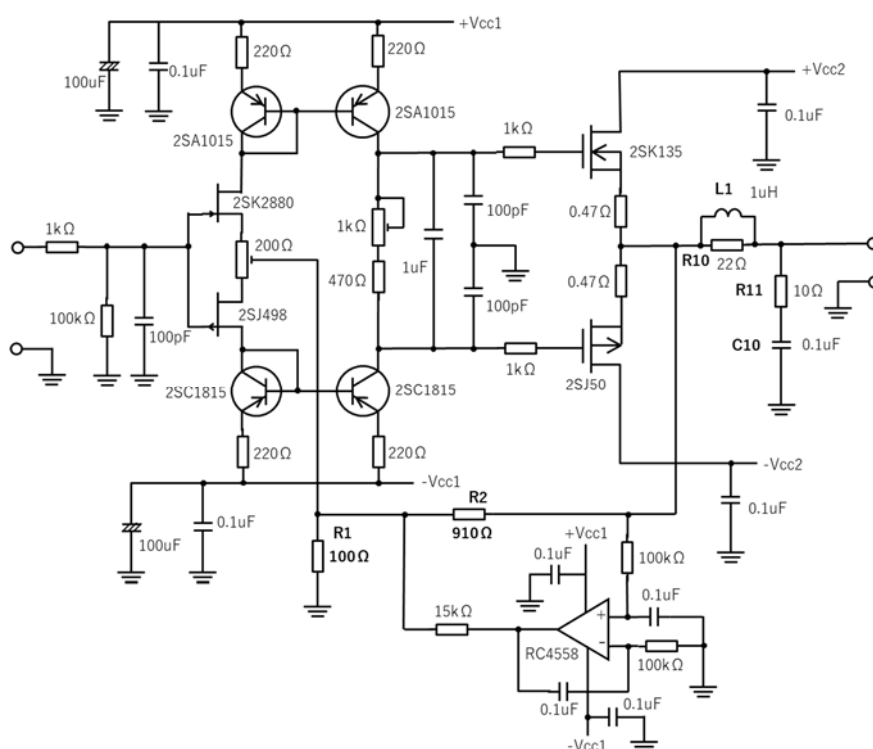 +Vcc1
220Ω
220Ω
100uF
0.1uF
2SA1015
2SA1015
+Vcc2
1kΩ
2SK135
0.1uF
2SK2880
L1
1uH
100pF
0.47Ω
1kΩ
1kΩ
200Ω
1uF
R10
22Ω
470Ω
0.47Ω
R11
10Ω
100kΩ
100pF
2SJ498
100pF
C10
0.1uF
1kΩ
2SJ50
2SC1815
2SC1815
220Ω
220Ω
-Vcc1
-Vcc2
R2
0.1uF
100uF
0.1uF
R1
910Ω
+Vcc1
100Ω
0.1uF
100kΩ
0.1uF
15kΩ
+
-
RC4558
100kΩ
0.1uF
0.1uF
-Vcc1